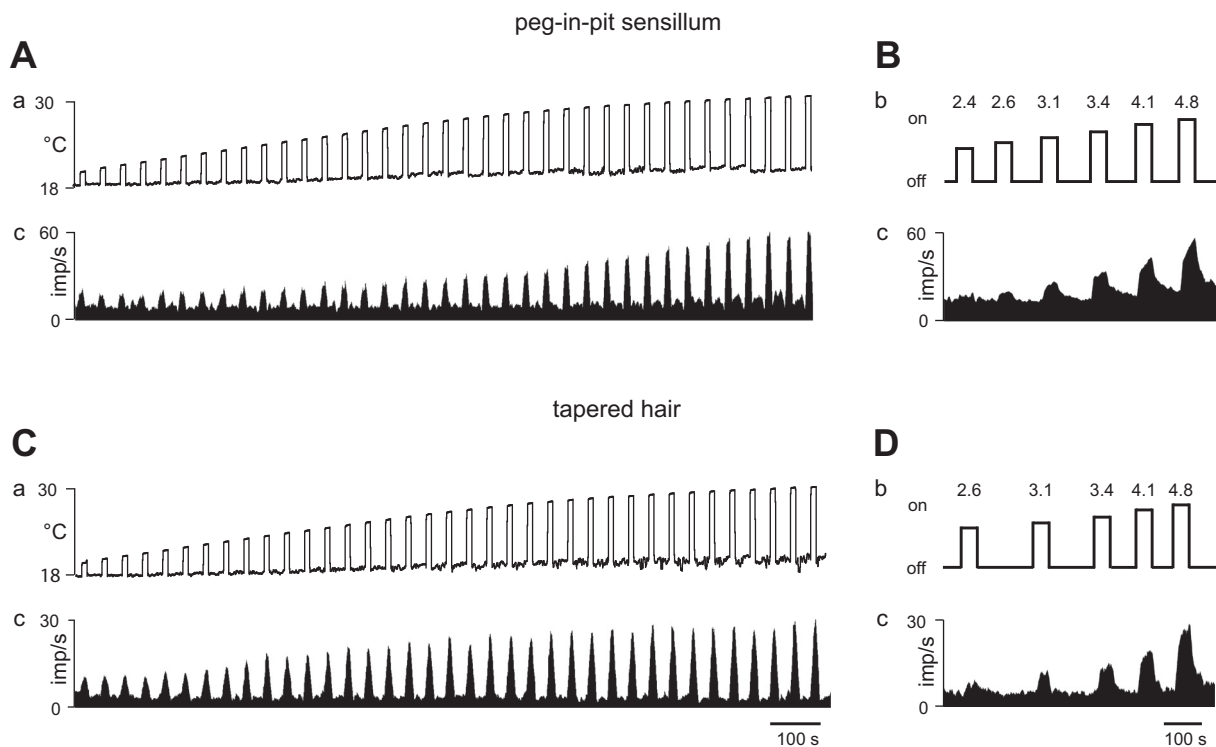 peg-in-pit sensillum
A
a
30
°C
18
c
60
imp/s
0
B
b
2.4 2.6 3.1 3.4 4.1 4.8
on
off
c
60
imp/s
0
tapered hair
C
a
30
°C
18
c
30
imp/s
0
100 s
D
b
2.6 3.1 3.4 4.1 4.8
on
off
c
30
imp/s
0
100 s